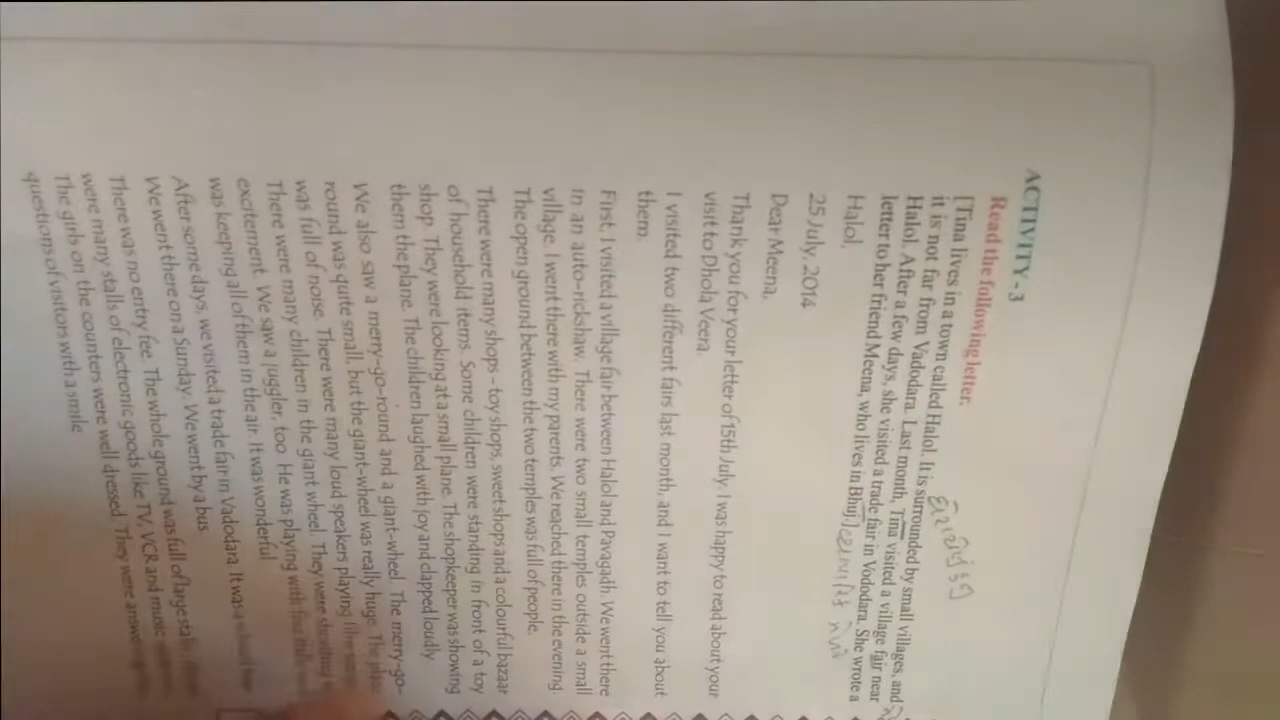 ACTIVITY-3
Read the following letter.
[Tina lives in a town called Halol. It is surrounded by small villages, and
it is not far from Vadodara. Last month, Tina visited a village fair near
Halol. After a few days, she visited a trade fair in Vododara. She wrote a
letter to her friend Meena, who lives in Bhuj.]
Halol,
25 July, 2014
Dear Meena,
Thank you for your letter of 15th July. I was happy to read about your
visit to Dhola Veera.
I visited two different fairs last month, and I want to tell you about
them.
First, I visited a village fair between Halol and Pavagadh. We went there
in an auto-rickshaw. There were two small temples outside a small
village. I went there with my parents. We reached there in the evening.
The open ground between the two temples was full of people.
There were many shops - toy shops, sweet shops and a colourful bazaar
of household items. Some children were standing in front of a toy
shop. They were looking at a small plane. The shopkeeper was showing
them the plane. The children laughed with joy and clapped loudly.
We also saw a merry-go-round and a giant-wheel. The merry-go-
round was quite small, but the giant-wheel was really huge. The
was full of noise. There were many loud speakers playing
There were many children in the giant wheel. They were shouting
excitement. We saw a juggler, too. He was playing with
was keeping all of them in the air. It was wonderful
After some days, we visited a trade fair in Vadodara. It was
We went there on a Sunday. We went by a bus.
There was no entry fee. The whole ground was full of large
were many stalls of electronic goods like TV, VCR and music
The girls on the counters were well dressed. They were
questions of visitors with a smile